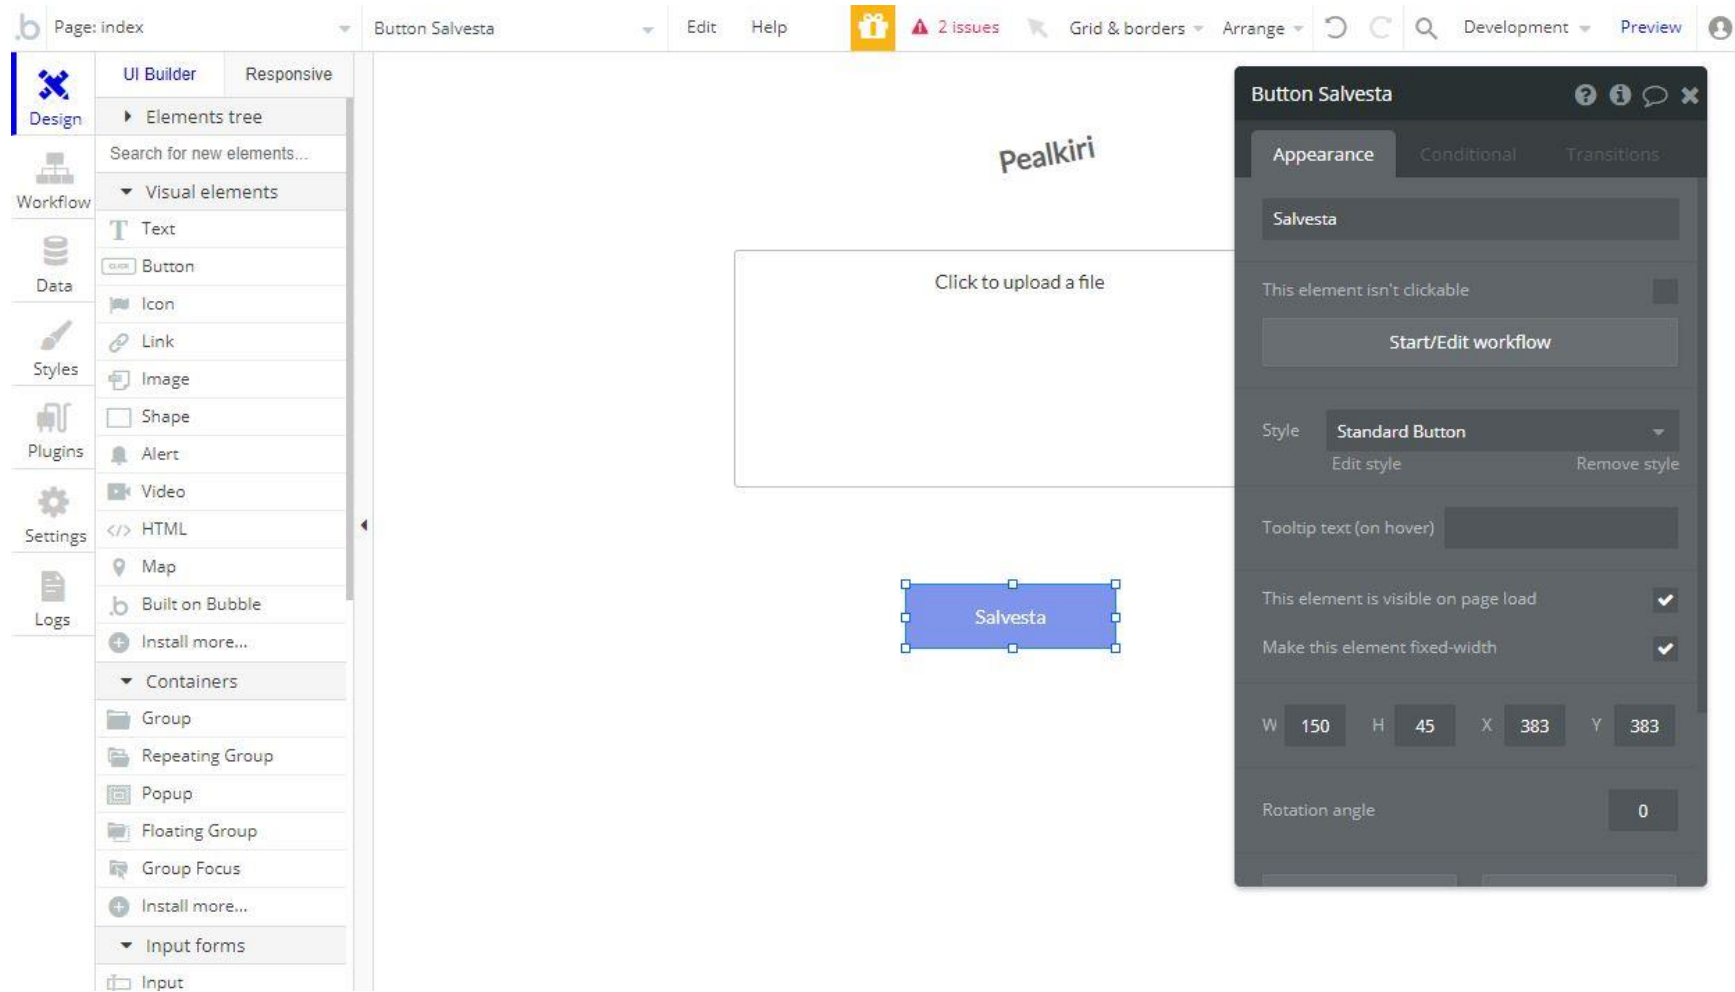 .b Page: index Button Salvesta Edit Help 2 issues Grid & borders Arrange Development Preview
Design
Workflow
Data
Styles
Plugins
Settings
Logs
UI Builder Responsive
Elements tree
Search for new elements...
Visual elements
Text
CLICK Button
Icon
Link
Image
Shape
Alert
Video
</> HTML
Map
.b Built on Bubble
Install more...
Containers
Group
Repeating Group
Popup
Floating Group
Group Focus
Install more...
Input forms
Input
Pealkiri
Click to upload a file
Salvesta
Button Salvesta
Appearance Conditional Transitions
Salvesta
This element isn't clickable
Start/Edit workflow
Style Standard Button
Edit style Remove style
Tooltip text (on hover)
This element is visible on page load
Make this element fixed-width
W 150 H 45 X 383 Y 383
Rotation angle 0